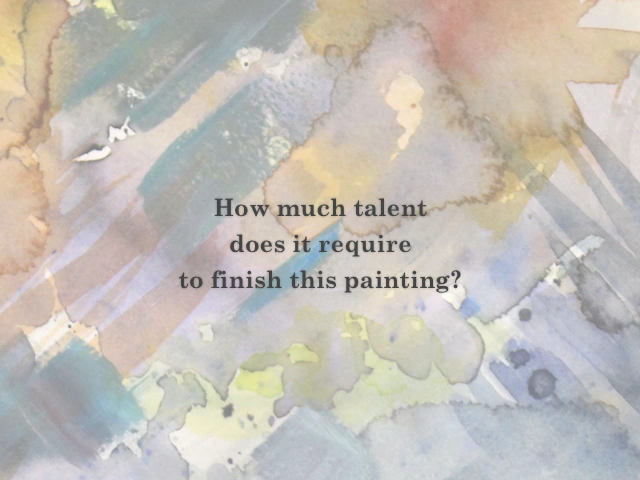 How much talent
does it require
to finish this painting?